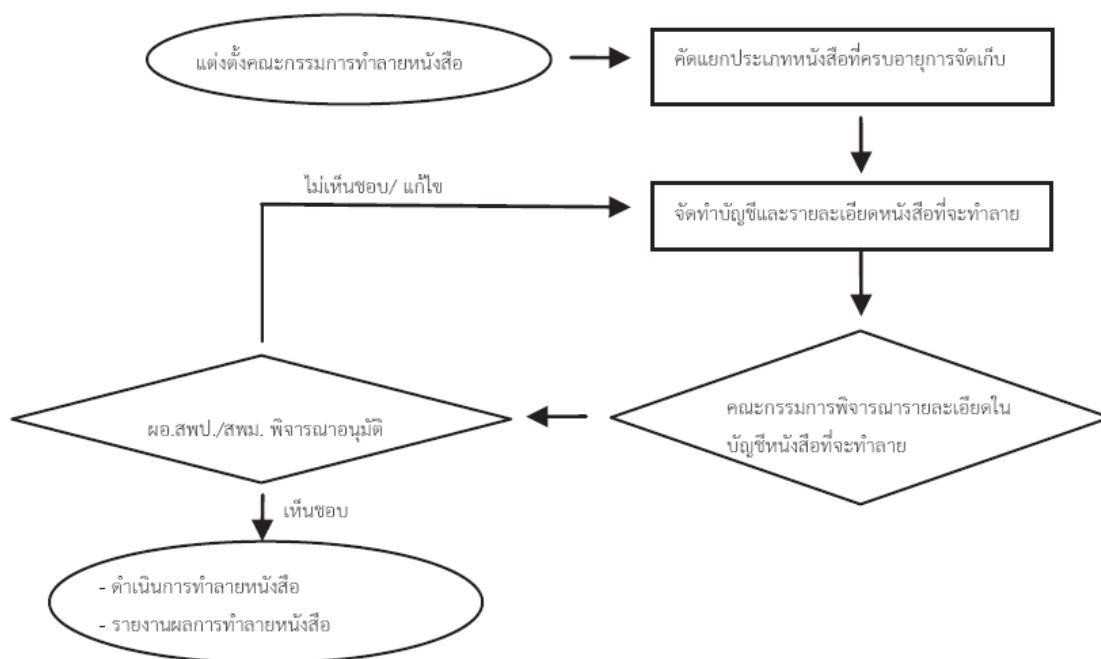 แต่งตั้งคณะกรรมการทำลายหนังสือ
คัดแยกประเภทหนังสือที่ครบอายุการจัดเก็บ
ไม่เห็นชอบ/ แก้ไข
จัดทำบัญชีและรายละเอียดหนังสือที่จะทำลาย
คณะกรรมการพิจารณารายละเอียดใน
บัญชีหนังสือที่จะทำลาย
ผอ.สพป./สพม. พิจารณาอนุมัติ
เห็นชอบ
- ดำเนินการทำลายหนังสือ
- รายงานผลการทำลายหนังสือ